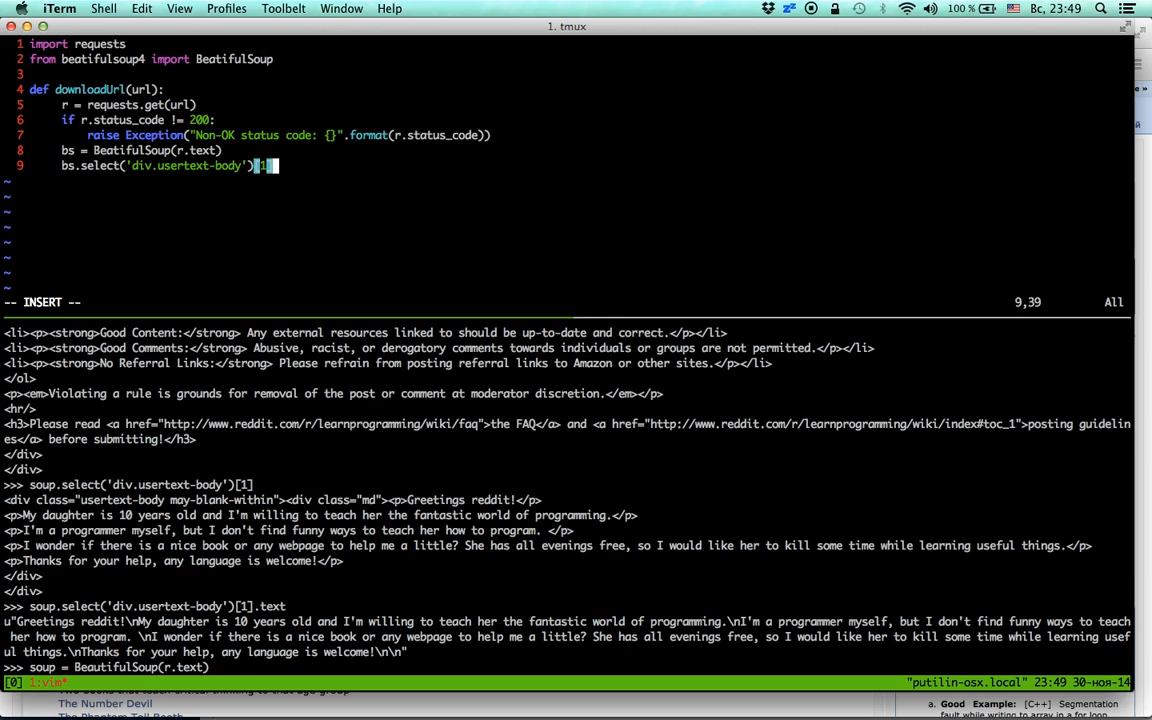 iTerm Shell Edit View Profiles Toolbelt Window Help 100 % Вс, 23:49
1. tmux
1 import requests
2 from beatifulsoup4 import BeatifulSoup
3
4 def downloadUrl(url):
5 r = requests.get(url)
6 if r.status_code != 200:
7 raise Exception("Non-OK status code: {}".format(r.status_code))
8 bs = BeatifulSoup(r.text)
9 bs.select('div.usertext-body')[1]
~
~
~
~
~
~
~
~
-- INSERT -- 9,39 All
<li><p><strong>Good Content:</strong> Any external resources linked to should be up-to-date and correct.</p></li>
<li><p><strong>Good Comments:</strong> Abusive, racist, or derogatory comments towards individuals or groups are not permitted.</p></li>
<li><p><strong>No Referral Links:</strong> Please refrain from posting referral links to Amazon or other sites.</p></li>
</ol>
<p><em>Violating a rule is grounds for removal of the post or comment at moderator discretion.</em></p>
<hr/>
<h3>Please read <a href="http://www.reddit.com/r/learnprogramming/wiki/faq">the FAQ</a> and <a href="http://www.reddit.com/r/learnprogramming/wiki/index#toc_1">posting guidelin
es</a> before submitting!</h3>
</div>
</div>
>>> soup.select('div.usertext-body')[1]
<div class="usertext-body may-blank-within"><div class="md"><p>Greetings reddit!</p>
<p>My daughter is 10 years old and I'm willing to teach her the fantastic world of programming.</p>
<p>I'm a programmer myself, but I don't find funny ways to teach her how to program. </p>
<p>I wonder if there is a nice book or any webpage to help me a little? She has all evenings free, so I would like her to kill some time while learning useful things.</p>
<p>Thanks for your help, any language is welcome!</p>
</div>
</div>
>>> soup.select('div.usertext-body')[1].text
u"Greetings reddit!\nMy daughter is 10 years old and I'm willing to teach her the fantastic world of programming.\nI'm a programmer myself, but I don't find funny ways to teach
her how to program. \nI wonder if there is a nice book or any webpage to help me a little? She has all evenings free, so I would like her to kill some time while learning usef
ul things.\nThanks for your help, any language is welcome!\n\n"
>>> soup = BeautifulSoup(r.text)
[0] 1:vim* "putilin-osx.local" 23:49 30-ноя-14
The Number Devil
The Phantom Toll Booth
a. Good Example: [C++] Segmentation
fault while writing to array in a for loop